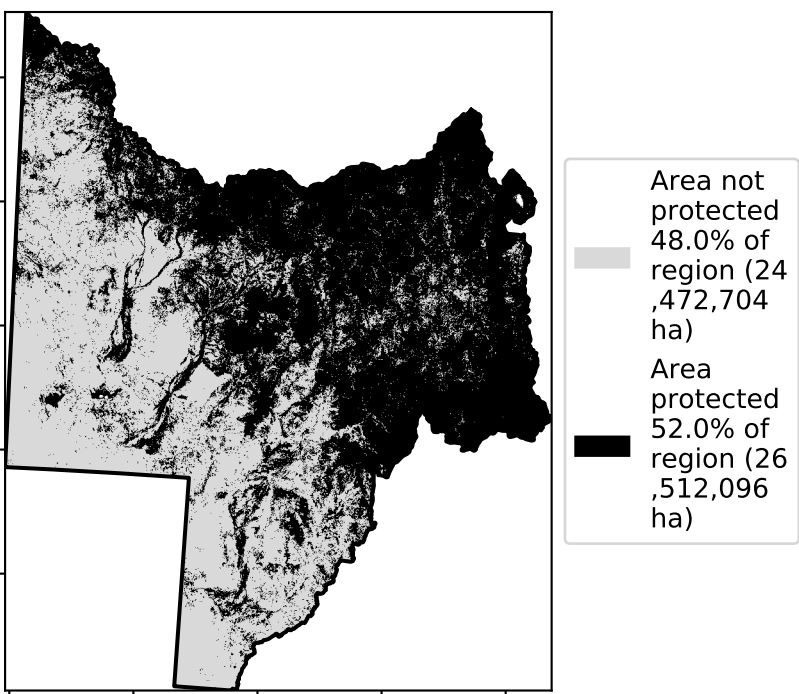 Area not
protected
48.0% of
region (24
,472,704
ha)
Area
protected
52.0% of
region (26
,512,096
ha)